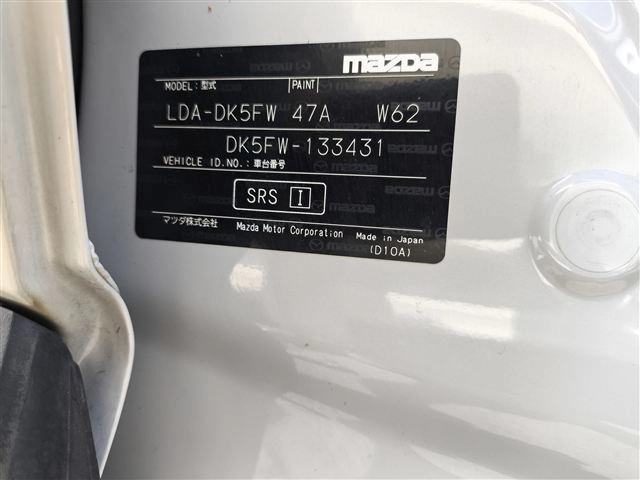 mazda
MODEL:型式 PAINT
LDA-DK5FW 47A W62
DK5FW-133431
VEHICLE ID.NO.:車台番号
SRS I
マツダ株式会社 Mazda Motor Corporation Made in Japan
(D10A)